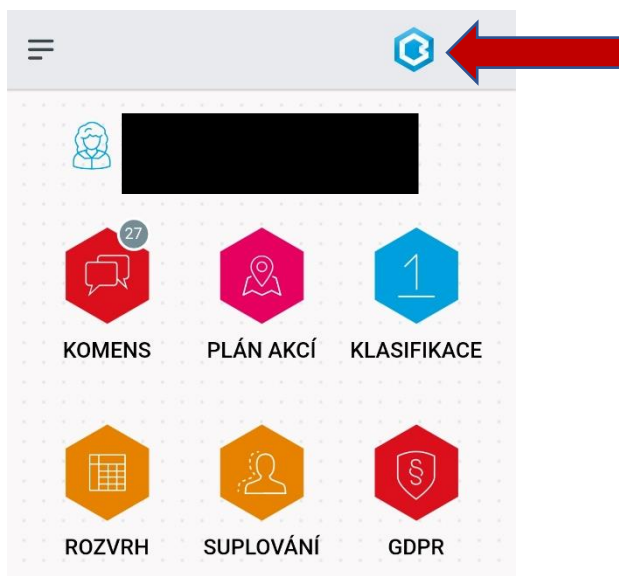 27
KOMENS PLÁN AKCÍ KLASIFIKACE
1
§
ROZVRH SUPLOVÁNÍ GDPR